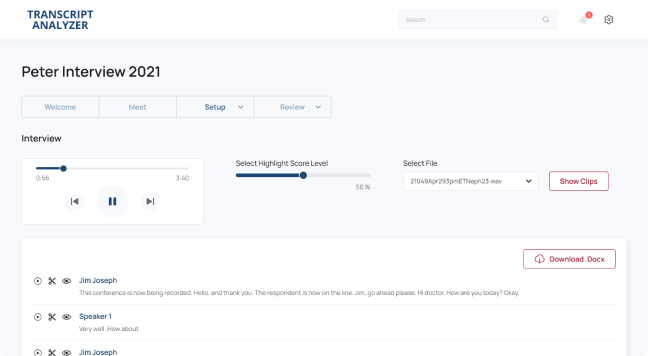 TRANSCRIPT
ANALYZER
Search
Peter Interview 2021
Welcome
Meet
Setup
Review
Interview
0:56
3:40
Select Highlight Score Level
50 %
Select File
21049Apr293pmETNeph23.wav
Show Clips
Download .Docx
Jim Joseph
This conference is now being recorded. Hello, and thank you. The respondent is now on the line. Jim, go ahead please. Hi doctor. How are you today? Okay.
Speaker 1
Very well. How about
Jim Joseph